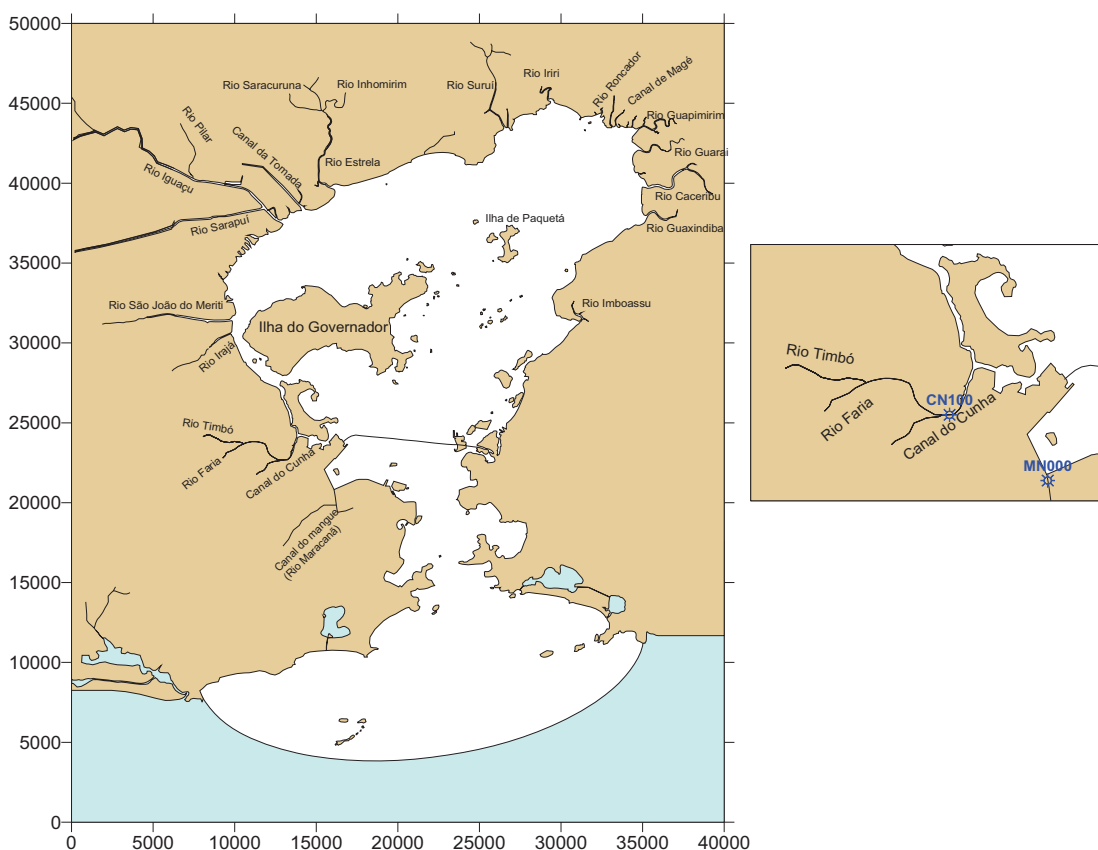 50000
45000
40000
35000
30000
25000
20000
15000
10000
5000
0
0
5000
10000
15000
20000
25000
30000
35000
40000
Rio Saracuruna
Rio Inhomirim
Rio Suruí
Rio Iriri
Rio Roncador
Canal de Magé
Rio Guapimirim
Rio Pilar
Canal da Tomada
Rio Guarai
Rio Estrela
Rio Iguaçu
Rio Caceribu
Rio Sarapuí
Ilha de Paquetá
Rio Guaxindiba
Rio São João do Meriti
Rio Imboassu
Ilha do Governador
Rio Irajá
Rio Timbó
Rio Faria
Canal do Cunha
Canal do mangue
(Rio Maracanã)
Rio Timbó
CN100
Rio Faria
Canal do Cunha
MN000